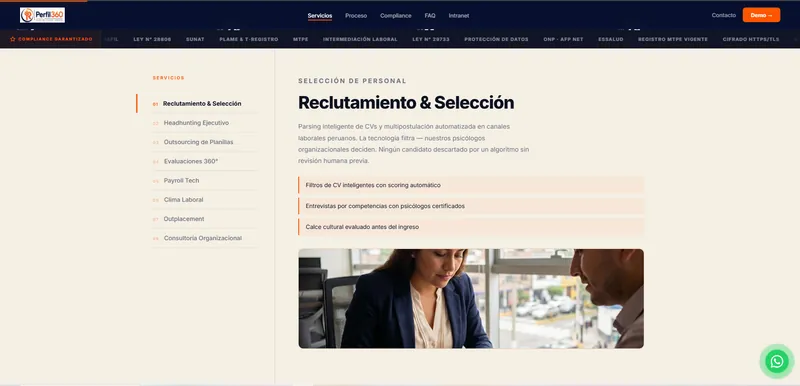 Perfil360
Servicios
Proceso
Compliance
FAQ
Intranet
Contacto
Demo →
COMPLIANCE GARANTIZADO
LEY N° 28806
SUNAT
PLAME & T-REGISTRO
MTPE
INTERMEDIACIÓN LABORAL
LEY N° 29733
PROTECCIÓN DE DATOS
ONP · AFP NET
ESSALUD
REGISTRO MTPE VIGENTE
CIFRADO HTTPS/TLS
SERVICIOS
01 Reclutamiento & Selección
02 Headhunting Ejecutivo
03 Outsourcing de Planillas
04 Evaluaciones 360°
05 Payroll Tech
06 Clima Laboral
07 Outplacement
08 Consultoría Organizacional
SELECCIÓN DE PERSONAL
Reclutamiento & Selección
Parsing inteligente de CVs y multipostulación automatizada en canales
laborales peruanos. La tecnología filtra — nuestros psicólogos
organizacionales deciden. Ningún candidato descartado por un algoritmo sin
revisión humana previa.
Filtros de CV inteligentes con scoring automático
Entrevistas por competencias con psicólogos certificados
Calce cultural evaluado antes del ingreso